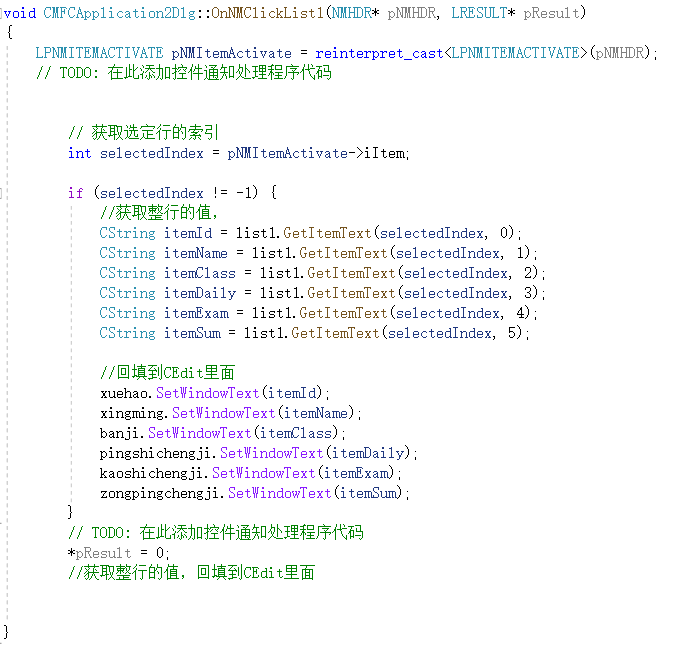 void CMFCApplication2Dlg::OnNMClickList1(NMHDR* pNMHDR, LRESULT* pResult)
{
LPNMITEMACTIVATE pNMItemActivate = reinterpret_cast<LPNMITEMACTIVATE>(pNMHDR);
// TODO: 在此添加控件通知处理程序代码
// 获取选定行的索引
int selectedIndex = pNMItemActivate->iItem;
if (selectedIndex != -1) {
//获取整行的值，
CString itemId = list1.GetItemText(selectedIndex, 0);
CString itemName = list1.GetItemText(selectedIndex, 1);
CString itemClass = list1.GetItemText(selectedIndex, 2);
CString itemDaily = list1.GetItemText(selectedIndex, 3);
CString itemExam = list1.GetItemText(selectedIndex, 4);
CString itemSum = list1.GetItemText(selectedIndex, 5);
//回填到CEdit里面
xuehao.SetWindowText(itemId);
xingming.SetWindowText(itemName);
banji.SetWindowText(itemClass);
pingshichengji.SetWindowText(itemDaily);
kaoshichengji.SetWindowText(itemExam);
zongpingchengji.SetWindowText(itemSum);
}
// TODO: 在此添加控件通知处理程序代码
*pResult = 0;
//获取整行的值，回填到CEdit里面
}